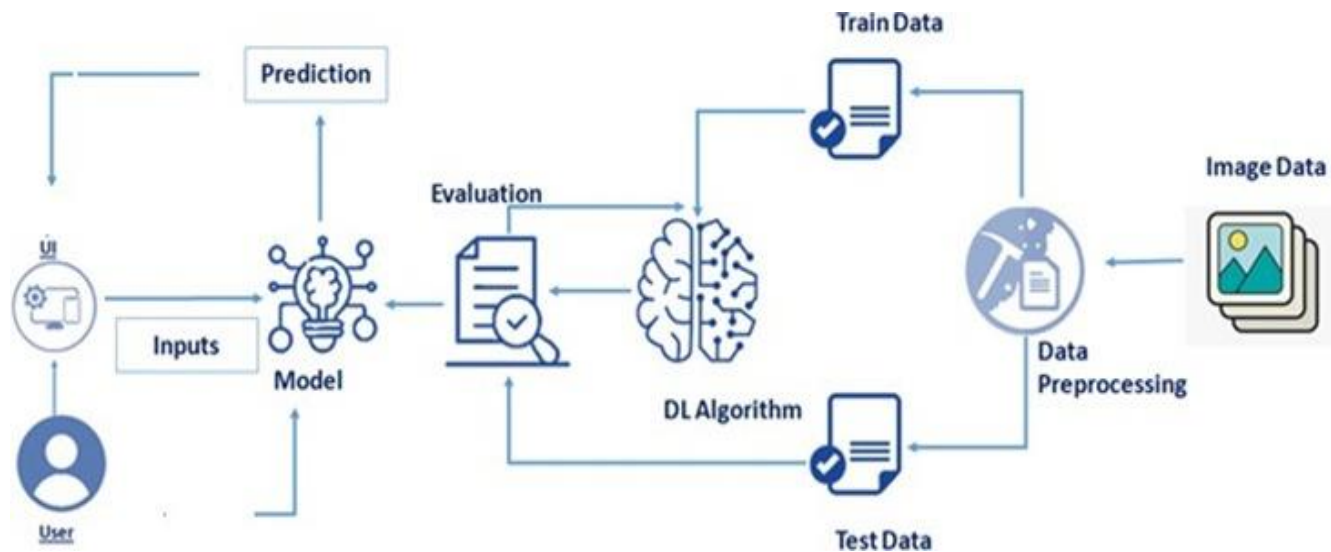 Train Data
Prediction
Image Data
Evaluation
UI
Inputs
Model
Data
Preprocessing
DL Algorithm
User
Test Data